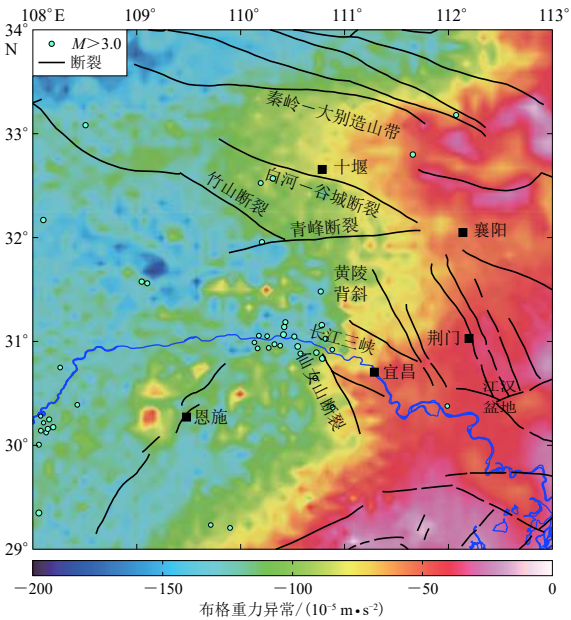 108°E
109°
110°
111°
112°
113°
34°
N
33°
32°
31°
30°
29°
M＞3.0
断裂
秦岭－大别造山带
十堰
白河－谷城断裂
竹山断裂
青峰断裂
襄阳
黄陵
背斜
长江三峡
荆门
仙女山断裂
宜昌
江汉
盆地
恩施
−200
−150
−100
−50
0
布格重力异常/(10⁻⁵ m•s⁻²)